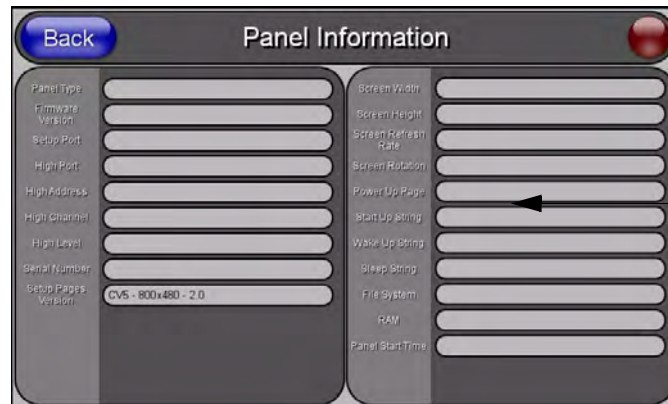 Back
Panel Information
Panel Type
Firmware
Version
Setup Port
High Port
High Address
High Channel
High Level
Serial Number
Setup Pages
Version
CV5 - 800x480 - 2.0
Screen Width
Screen Height
Screen Refresh
Rate
Screen Rotation
Power Up Page
Start Up String
Wake Up String
Sleep String
File System
RAM
Panel Start Time